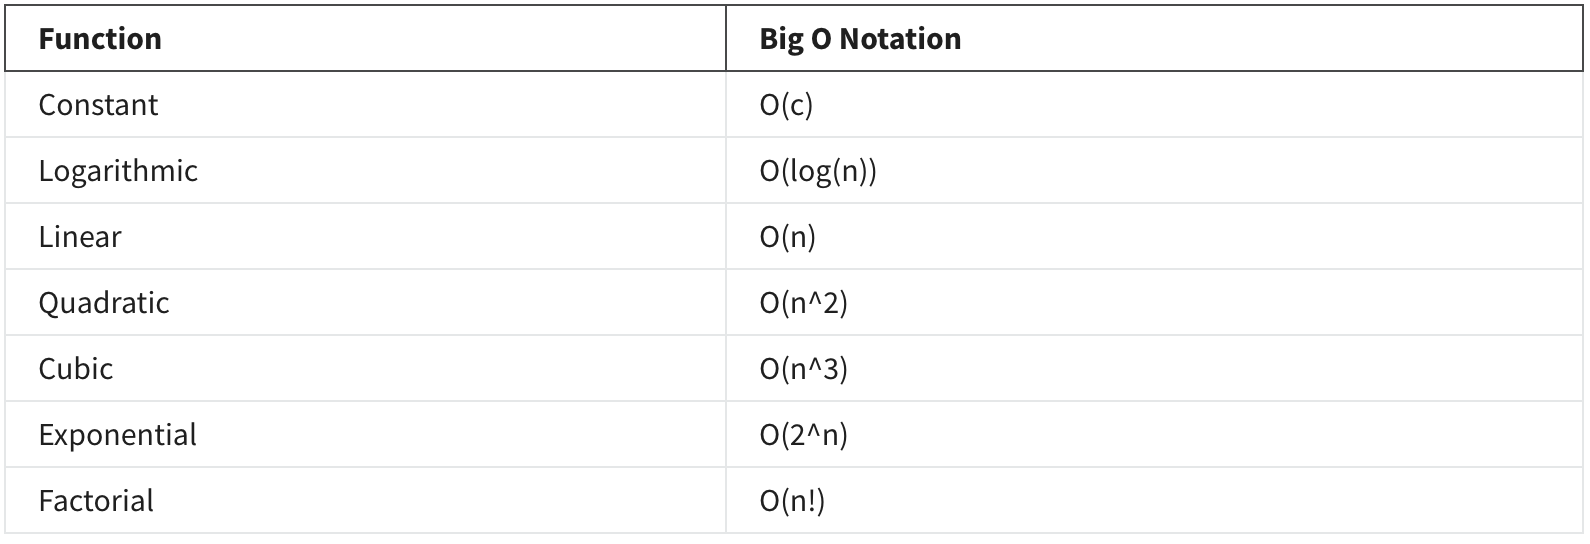 Function Big O Notation
Constant O(c)
Logarithmic O(log(n))
Linear O(n)
Quadratic O(n^2)
Cubic O(n^3)
Exponential O(2^n)
Factorial O(n!)